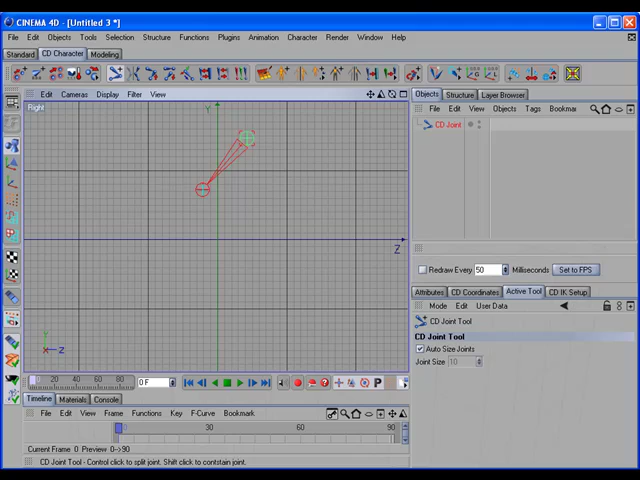 CINEMA 4D - [Untitled 3 *]
File Edit Objects Tools Selection Structure Functions Plugins Animation Character Render Window Help
Standard CD Character Modeling
Edit Cameras Display Filter View
Right
Y
Z
Y
Z
Objects Structure Layer Browser
File Edit View Objects Tags Bookmar
CD Joint
Redraw Every 50 Milliseconds Set to FPS
Attributes CD Coordinates Active Tool CD IK Setup
Mode Edit User Data
CD Joint Tool
CD Joint Tool
Auto Size Joints
Joint Size 10
0 20 40 60 80 0 F
P
Timeline Materials Console
File Edit View Frame Functions Key F-Curve Bookmark
0 30 60 90
Current Frame 0 Preview 0-->90
CD Joint Tool - Control click to split joint. Shift click to contstain joint.